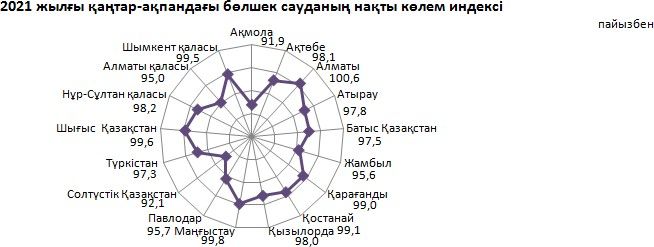 2021 жылғы қаңтар-ақпандағы бөлшек сауданың нақты көлем индексі
пайызбен
Ақмола
91,9
Ақтөбе
98,1
Алматы
100,6
Атырау
97,8
Батыс Қазақстан
97,5
Жамбыл
95,6
Қарағанды
99,0
Қостанай
99,1
Қызылорда
98,0
Маңғыстау
99,8
Павлодар
95,7
Солтүстік Қазақстан
92,1
Түркістан
97,3
Шығыс Қазақстан
99,6
Нұр-Сұлтан қаласы
98,2
Алматы қаласы
95,0
Шымкент қаласы
99,5